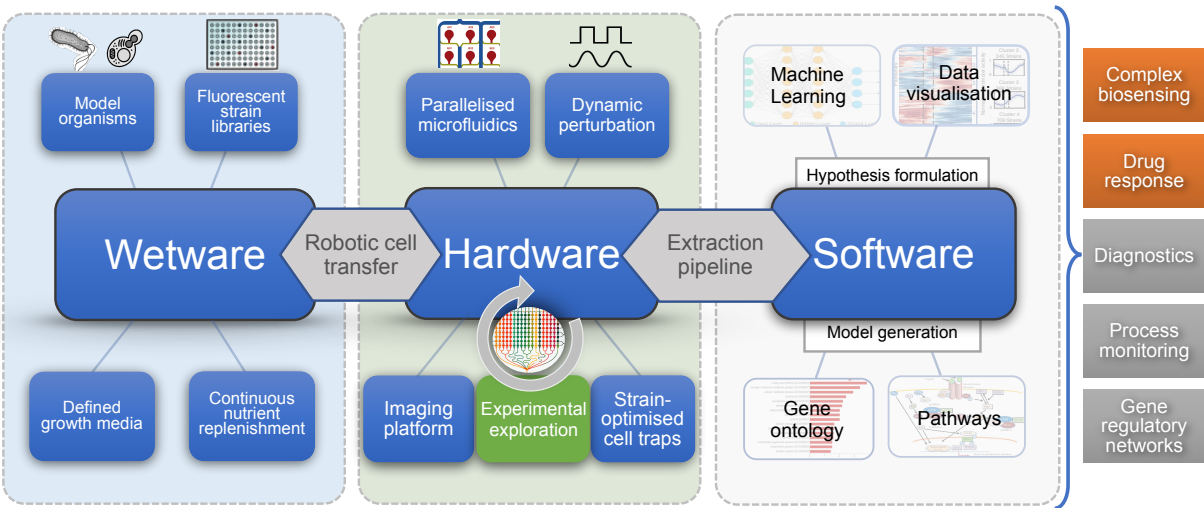 Model
organisms
Fluorescent
strain
libraries
Wetware
Defined
growth media
Continuous
nutrient
replenishment
Robotic cell
transfer
Parallelised
microfluidics
Dynamic
perturbation
Hardware
Imaging
platform
Experimental
exploration
Strain-
optimised
cell traps
Extraction
pipeline
Machine
Learning
Data
visualisation
Hypothesis formulation
Software
Model generation
Gene
ontology
Pathways
Complex
biosensing
Drug
response
Diagnostics
Process
monitoring
Gene
regulatory
networks